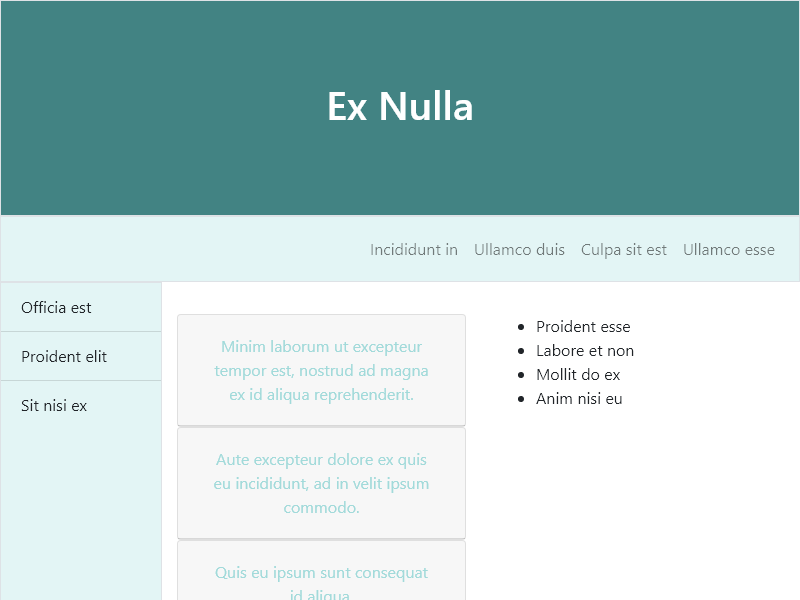 Ex Nulla
Incididunt in Ullamco duis Culpa sit est Ullamco esse
Officia est
Proident elit
Sit nisi ex
Minim laborum ut excepteur
tempor est, nostrud ad magna
ex id aliqua reprehenderit.
Aute excepteur dolore ex quis
eu incididunt, ad in velit ipsum
commodo.
Quis eu ipsum sunt consequat
id aliqua
Proident esse
Labore et non
Mollit do ex
Anim nisi eu